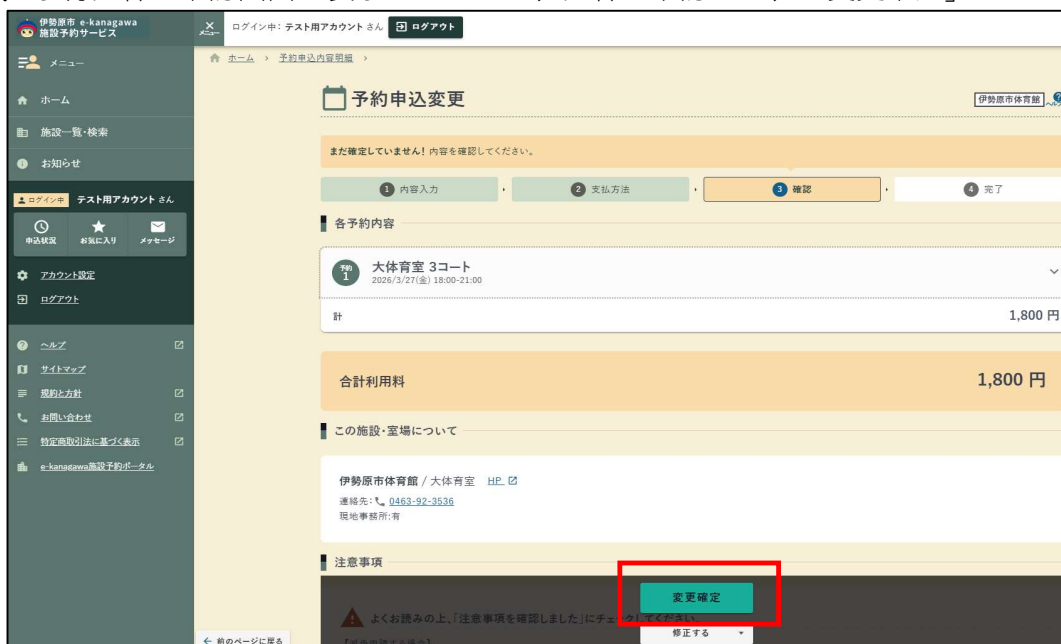 伊勢原市 e-kanagawa
施設予約サービス
メニュー
ログイン中: テスト用アカウント さん
ログアウト
メニュー
ホーム
施設一覧・検索
お知らせ
ログイン中 テスト用アカウント さん
申込状況 お気に入り メッセージ
アカウント設定
ログアウト
ヘルプ
サイトマップ
規約と方針
お問い合わせ
特定商取引法に基づく表示
e-kanagawa施設予約ポータル
ホーム › 予約申込内容明細 ›
予約申込変更
伊勢原市体育館
ヘルプ
まだ確定していません! 内容を確認してください。
1 内容入力
2 支払方法
3 確認
4 完了
各予約内容
予約 1
大体育室 3コート
2026/3/27(金) 18:00-21:00
計 1,800 円
合計利用料 1,800 円
この施設・室場について
伊勢原市体育館 / 大体育室 HP
連絡先: 0463-92-3536
現地事務所:有
注意事項
変更確定
よくお読みの上、「注意事項を確認しました」にチェックしてください。
修正する
← 前のページに戻る